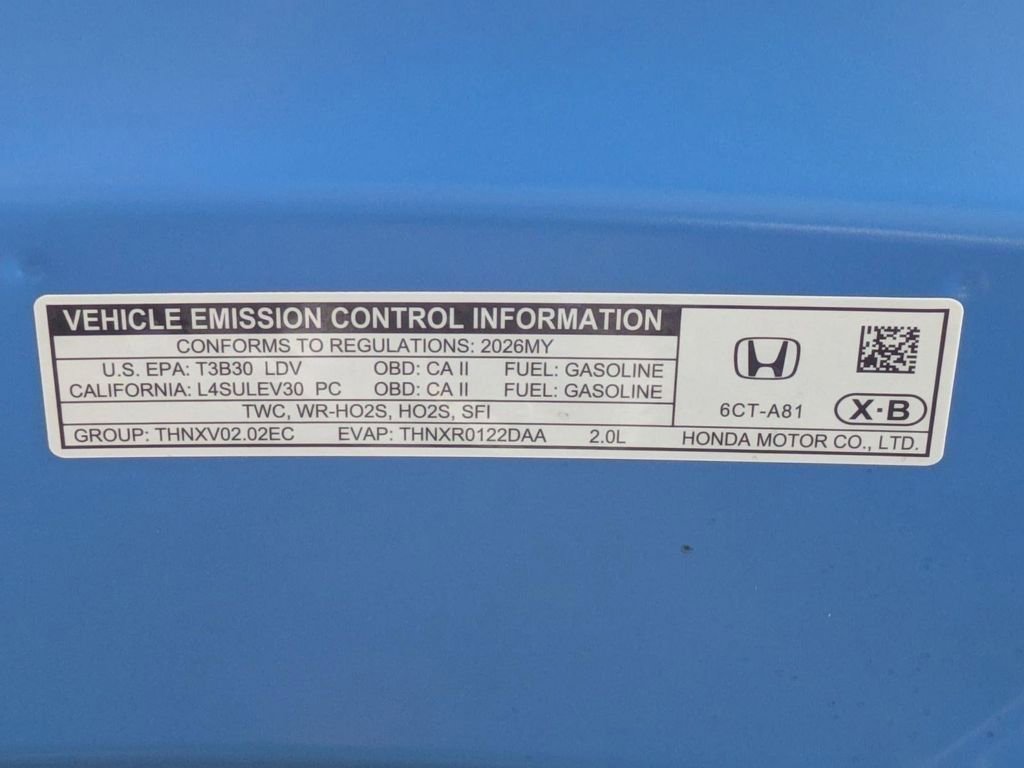 VEHICLE EMISSION CONTROL INFORMATION
CONFORMS TO REGULATIONS: 2026MY
U.S. EPA: T3B30 LDV OBD: CA II FUEL: GASOLINE
CALIFORNIA: L4SULEV30 PC OBD: CA II FUEL: GASOLINE
TWC, WR-HO2S, HO2S, SFI
GROUP: THNXV02.02EC EVAP: THNXR0122DAA 2.0L
6CT-A81
X·B
HONDA MOTOR CO., LTD.